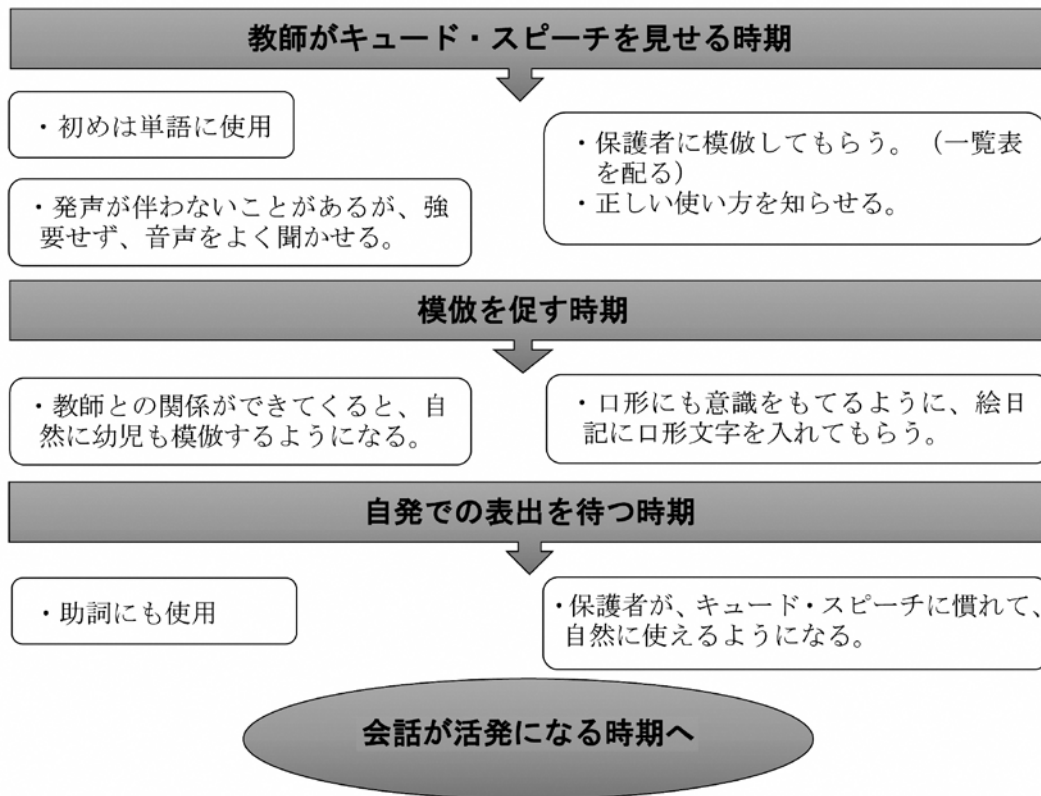 教師がキュード・スピーチを見せる時期
・初めは単語に使用
・発声が伴わないことがあるが、強
要せず、音声をよく聞かせる。
・保護者に模倣してもらう。（一覧表
を配る）
・正しい使い方を知らせる。
模倣を促す時期
・教師との関係ができてくると、自
然に幼児も模倣するようになる。
・口形にも意識をもてるように、絵日
記に口形文字を入れてもらう。
自発での表出を待つ時期
・助詞にも使用
・保護者が、キュード・スピーチに慣れて、
自然に使えるようになる。
会話が活発になる時期へ